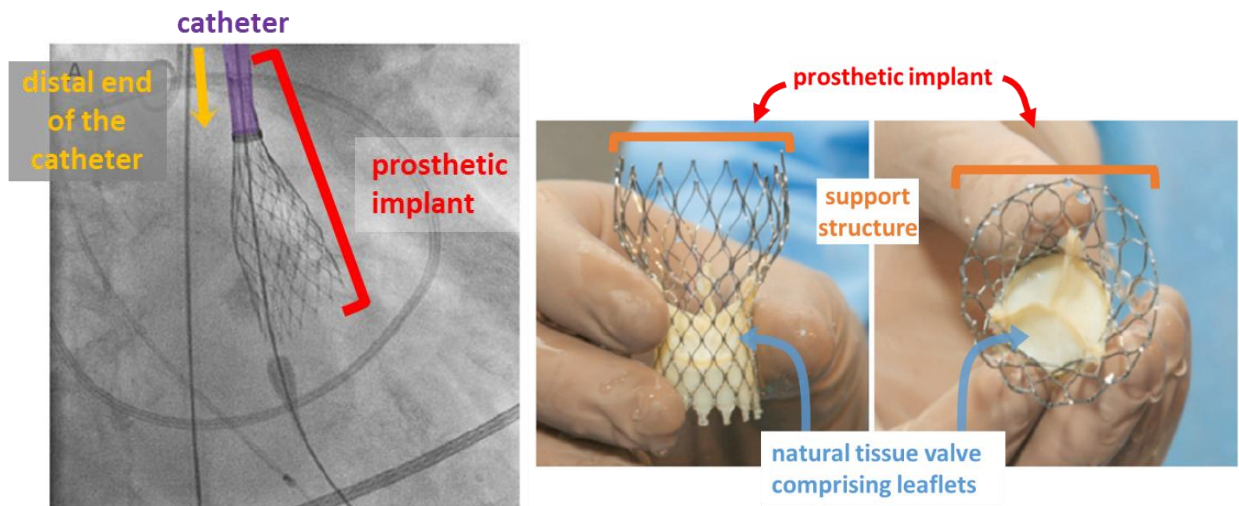 catheter
A
distal end
of the
catheter
prosthetic
implant
prosthetic implant
support
structure
natural tissue valve
comprising leaflets